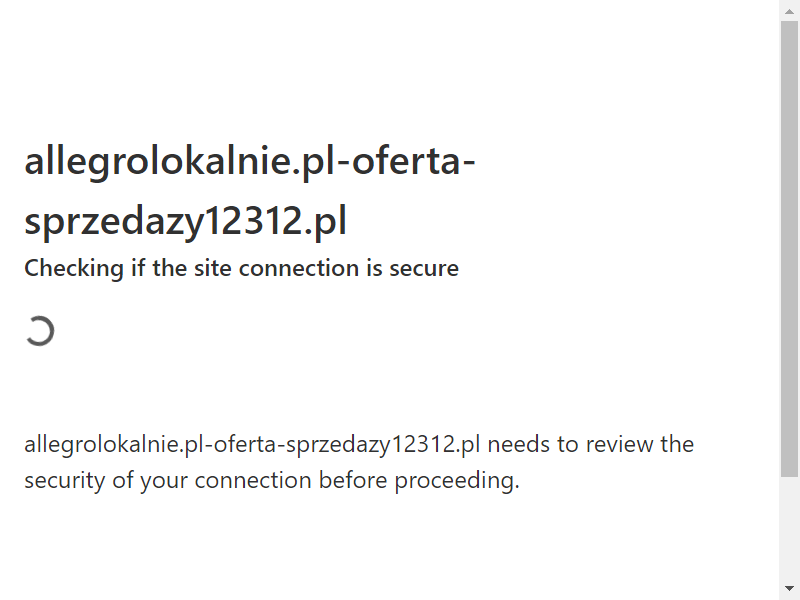 allegrolokalnie.pl-oferta-
sprzedazy12312.pl
Checking if the site connection is secure
allegrolokalnie.pl-oferta-sprzedazy12312.pl needs to review the
security of your connection before proceeding.